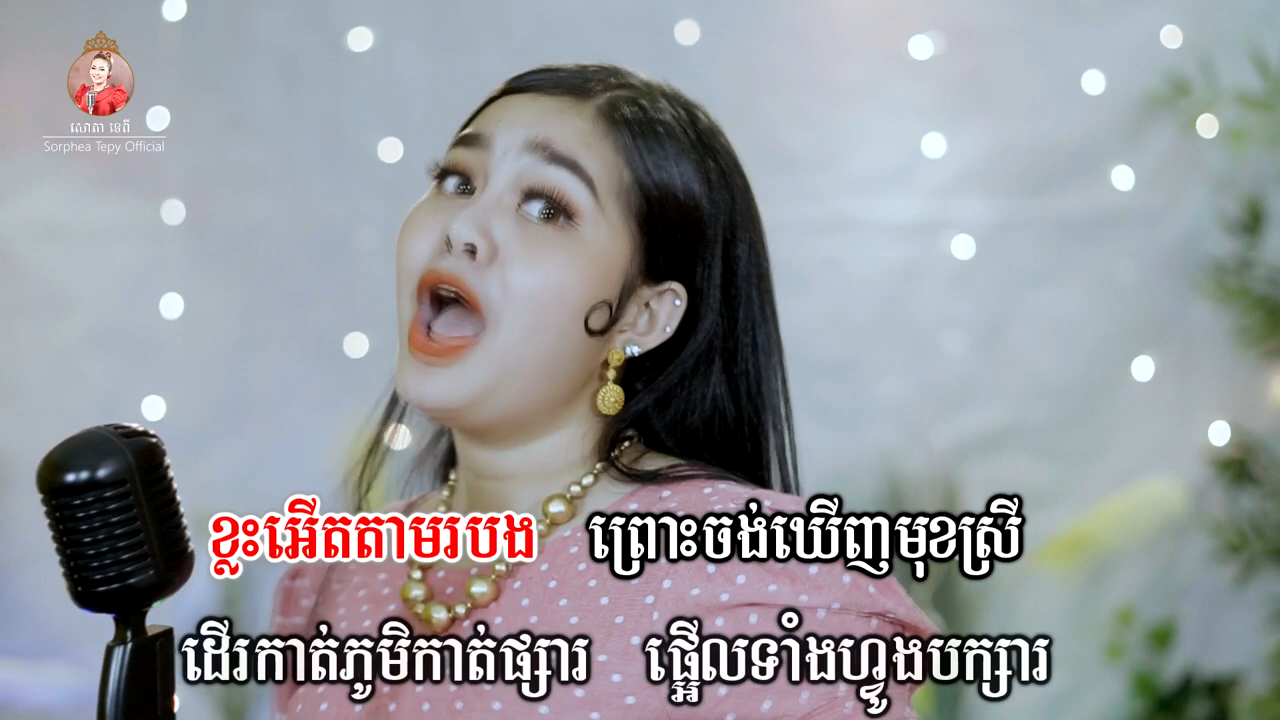 សោភា ទេពី
Sorphea Tepy Official
ខ្លះអើតតាមរបង ព្រោះចង់ឃើញមុខស្រី
ដើរកាត់ភូមិកាត់ផ្សារ ផ្អើលទាំងហ្វូងបក្សារ